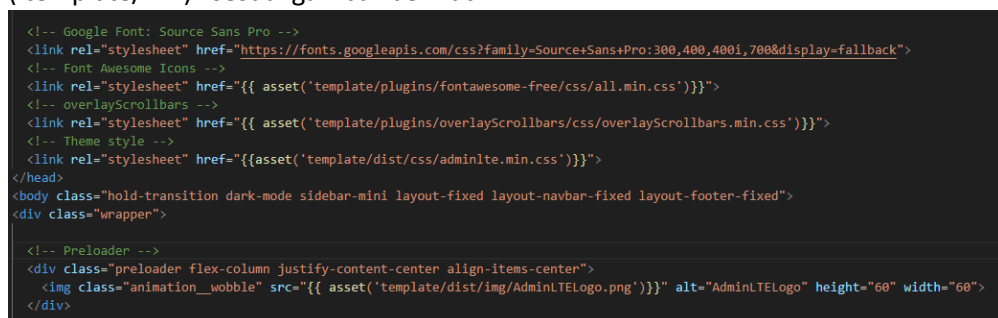 <!-- Google Font: Source Sans Pro -->
<link rel="stylesheet" href="https://fonts.googleapis.com/css?family=Source+Sans+Pro:300,400,400i,700&display=fallback">
<!-- Font Awesome Icons -->
<link rel="stylesheet" href="{{ asset('template/plugins/fontawesome-free/css/all.min.css')}}">
<!-- overlayScrollbars -->
<link rel="stylesheet" href="{{ asset('template/plugins/overlayScrollbars/css/overlayScrollbars.min.css')}}">
<!-- Theme style -->
<link rel="stylesheet" href="{{asset('template/dist/css/adminlte.min.css')}}">
</head>
<body class="hold-transition dark-mode sidebar-mini layout-fixed layout-navbar-fixed layout-footer-fixed">
<div class="wrapper">
<!-- Preloader -->
<div class="preloader flex-column justify-content-center align-items-center">
<img class="animation__wobble" src="{{ asset('template/dist/img/AdminLTELogo.png')}}" alt="AdminLTELogo" height="60" width="60">
</div>